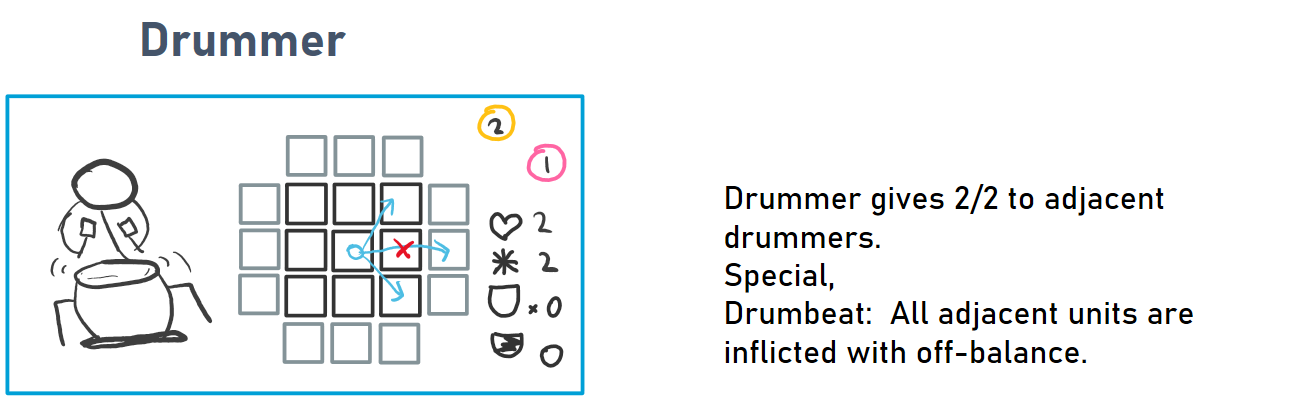 Drummer
2
1
2
2
x 0
0
Drummer gives 2/2 to adjacent
drummers.
Special,
Drumbeat:  All adjacent units are
inflicted with off-balance.